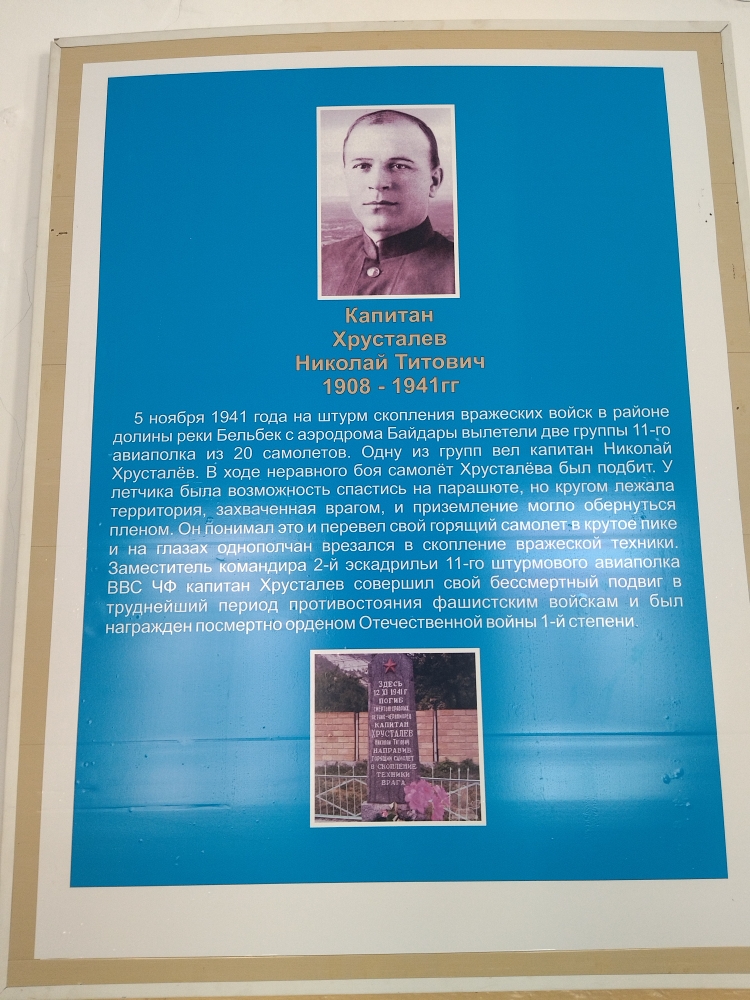 Капитан
Хрусталев
Николай Титович
1908 - 1941гг
5 ноября 1941 года на штурм скопления вражеских войск в районе
долины реки Бельбек с аэродрома Байдары вылетели две группы 11-го
авиаполка из 20 самолетов. Одну из групп вел капитан Николай
Хрусталёв. В ходе неравного боя самолёт Хрусталёва был подбит. У
летчика была возможность спастись на парашюте, но кругом лежала
территория, захваченная врагом, и приземление могло обернуться
пленом. Он понимал это и перевел свой горящий самолет в крутое пике
и на глазах однополчан врезался в скопление вражеской техники.
Заместитель командира 2-й эскадрильи 11-го штурмового авиаполка
ВВС ЧФ капитан Хрусталев совершил свой бессмертный подвиг в
труднейший период противостояния фашистским войскам и был
награжден посмертно орденом Отечественной войны 1-й степени.
ЗДЕСЬ
12 XI 1941 Г
ПОГИБ
КАПИТАН
ХРУСТАЛЕВ
Николай Титович
НАПРАВИВ
ГОРЯЩИЙ САМОЛЕТ
В СКОПЛЕНИЕ
ТЕХНИКИ
ВРАГА